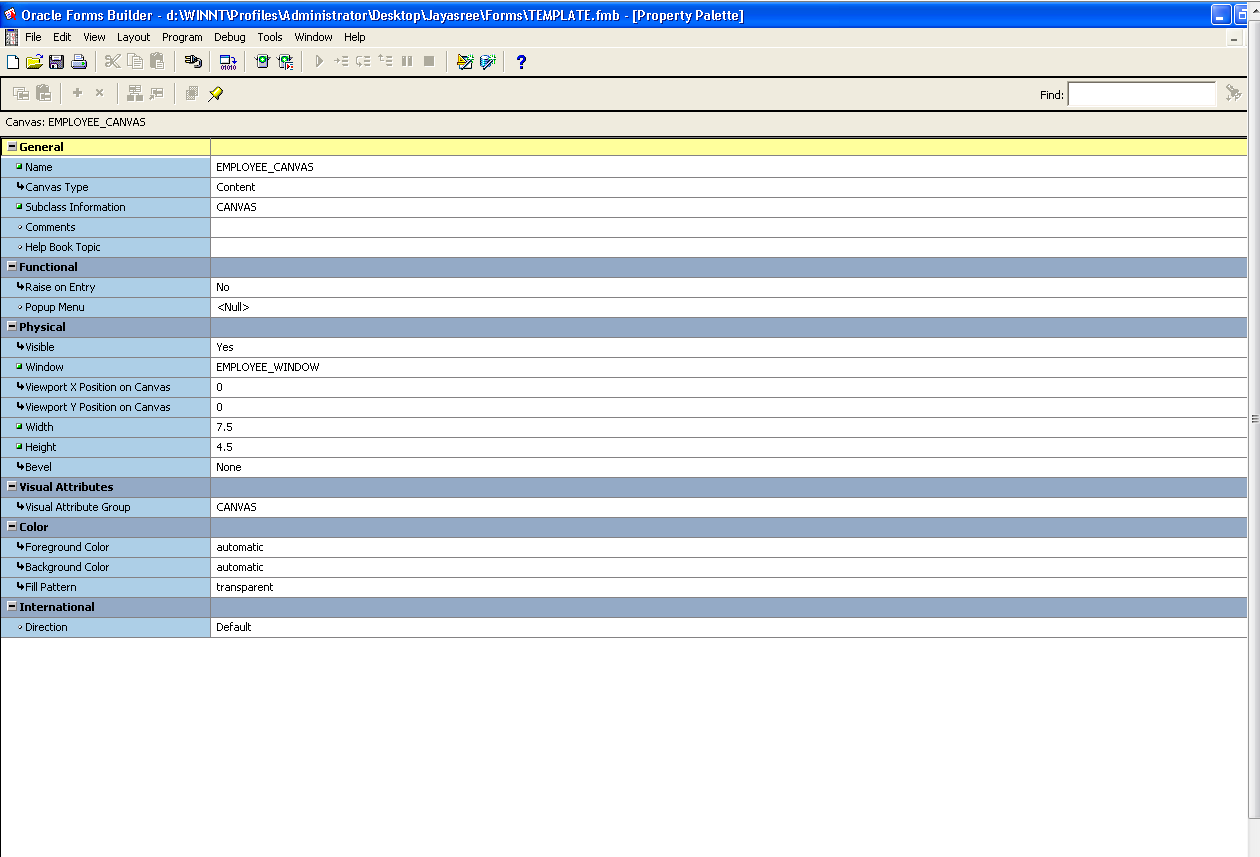 Oracle Forms Builder - d:\WINNT\Profiles\Administrator\Desktop\Jayasree\Forms\TEMPLATE.fmb - [Property Palette]
File Edit View Layout Program Debug Tools Window Help
Find:
Canvas: EMPLOYEE_CANVAS
General
Name EMPLOYEE_CANVAS
Canvas Type Content
Subclass Information CANVAS
Comments
Help Book Topic
Functional
Raise on Entry No
Popup Menu <Null>
Physical
Visible Yes
Window EMPLOYEE_WINDOW
Viewport X Position on Canvas 0
Viewport Y Position on Canvas 0
Width 7.5
Height 4.5
Bevel None
Visual Attributes
Visual Attribute Group CANVAS
Color
Foreground Color automatic
Background Color automatic
Fill Pattern transparent
International
Direction Default